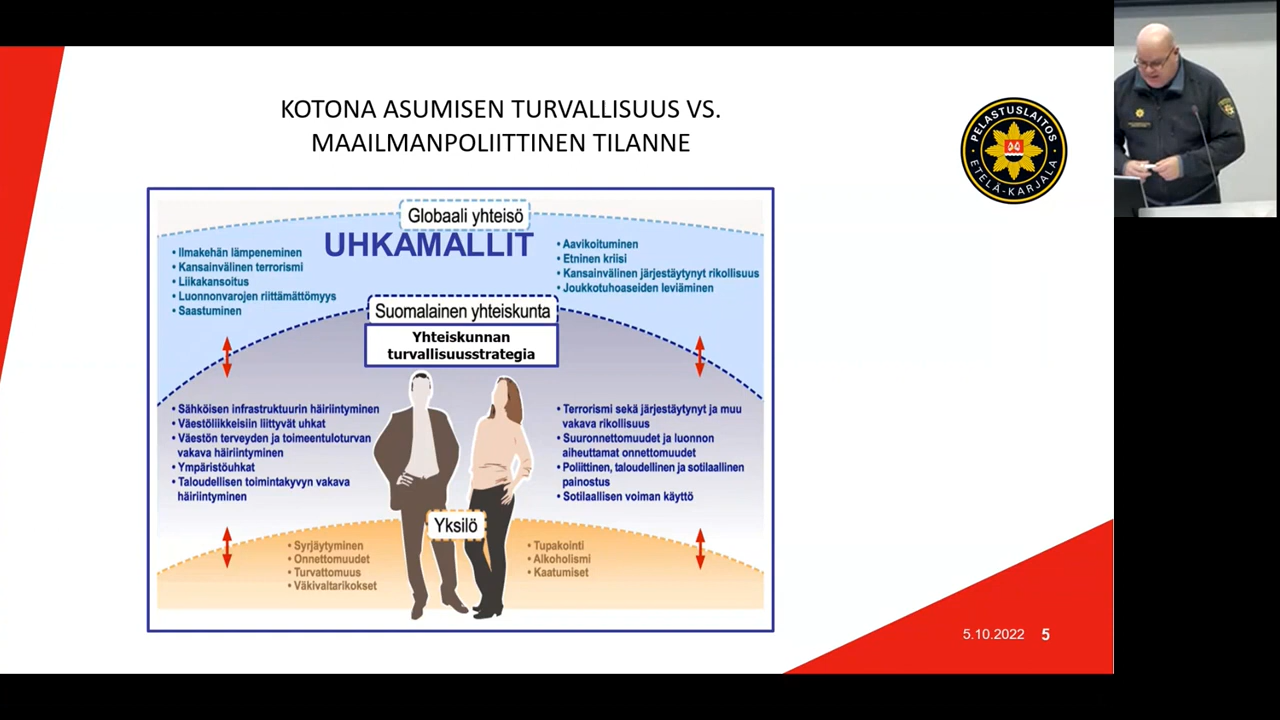 KOTONA ASUMISEN TURVALLISUUS VS.
MAAILMANPOLIITTINEN TILANNE
PELASTUSLAITOS
ETELÄ-KARJALA
Globaali yhteisö
UHKAMALLIT
• Ilmakehän lämpeneminen
• Kansainvälinen terrorismi
• Liikakansoitus
• Luonnonvarojen riittämättömyys
• Saastuminen
• Aavikoituminen
• Etninen kriisi
• Kansainvälinen järjestäytynyt rikollisuus
• Joukkotuhoaseiden leviäminen
Suomalainen yhteiskunta
Yhteiskunnan
turvallisuusstrategia
• Sähköisen infrastruktuurin häiriintyminen
• Väestöliikkeisiin liittyvät uhkat
• Väestön terveyden ja toimeentuloturvan
vakava häiriintyminen
• Ympäristöuhkat
• Taloudellisen toimintakyvyn vakava
häiriintyminen
• Terrorismi sekä järjestäytynyt ja muu
vakava rikollisuus
• Suuronnettomuudet ja luonnon
aiheuttamat onnettomuudet
• Poliittinen, taloudellinen ja sotilaallinen
painostus
• Sotilaallisen voiman käyttö
Yksilö
• Syrjäytyminen
• Onnettomuudet
• Turvattomuus
• Väkivaltarikokset
• Tupakointi
• Alkoholismi
• Kaatumiset
5.10.2022 5